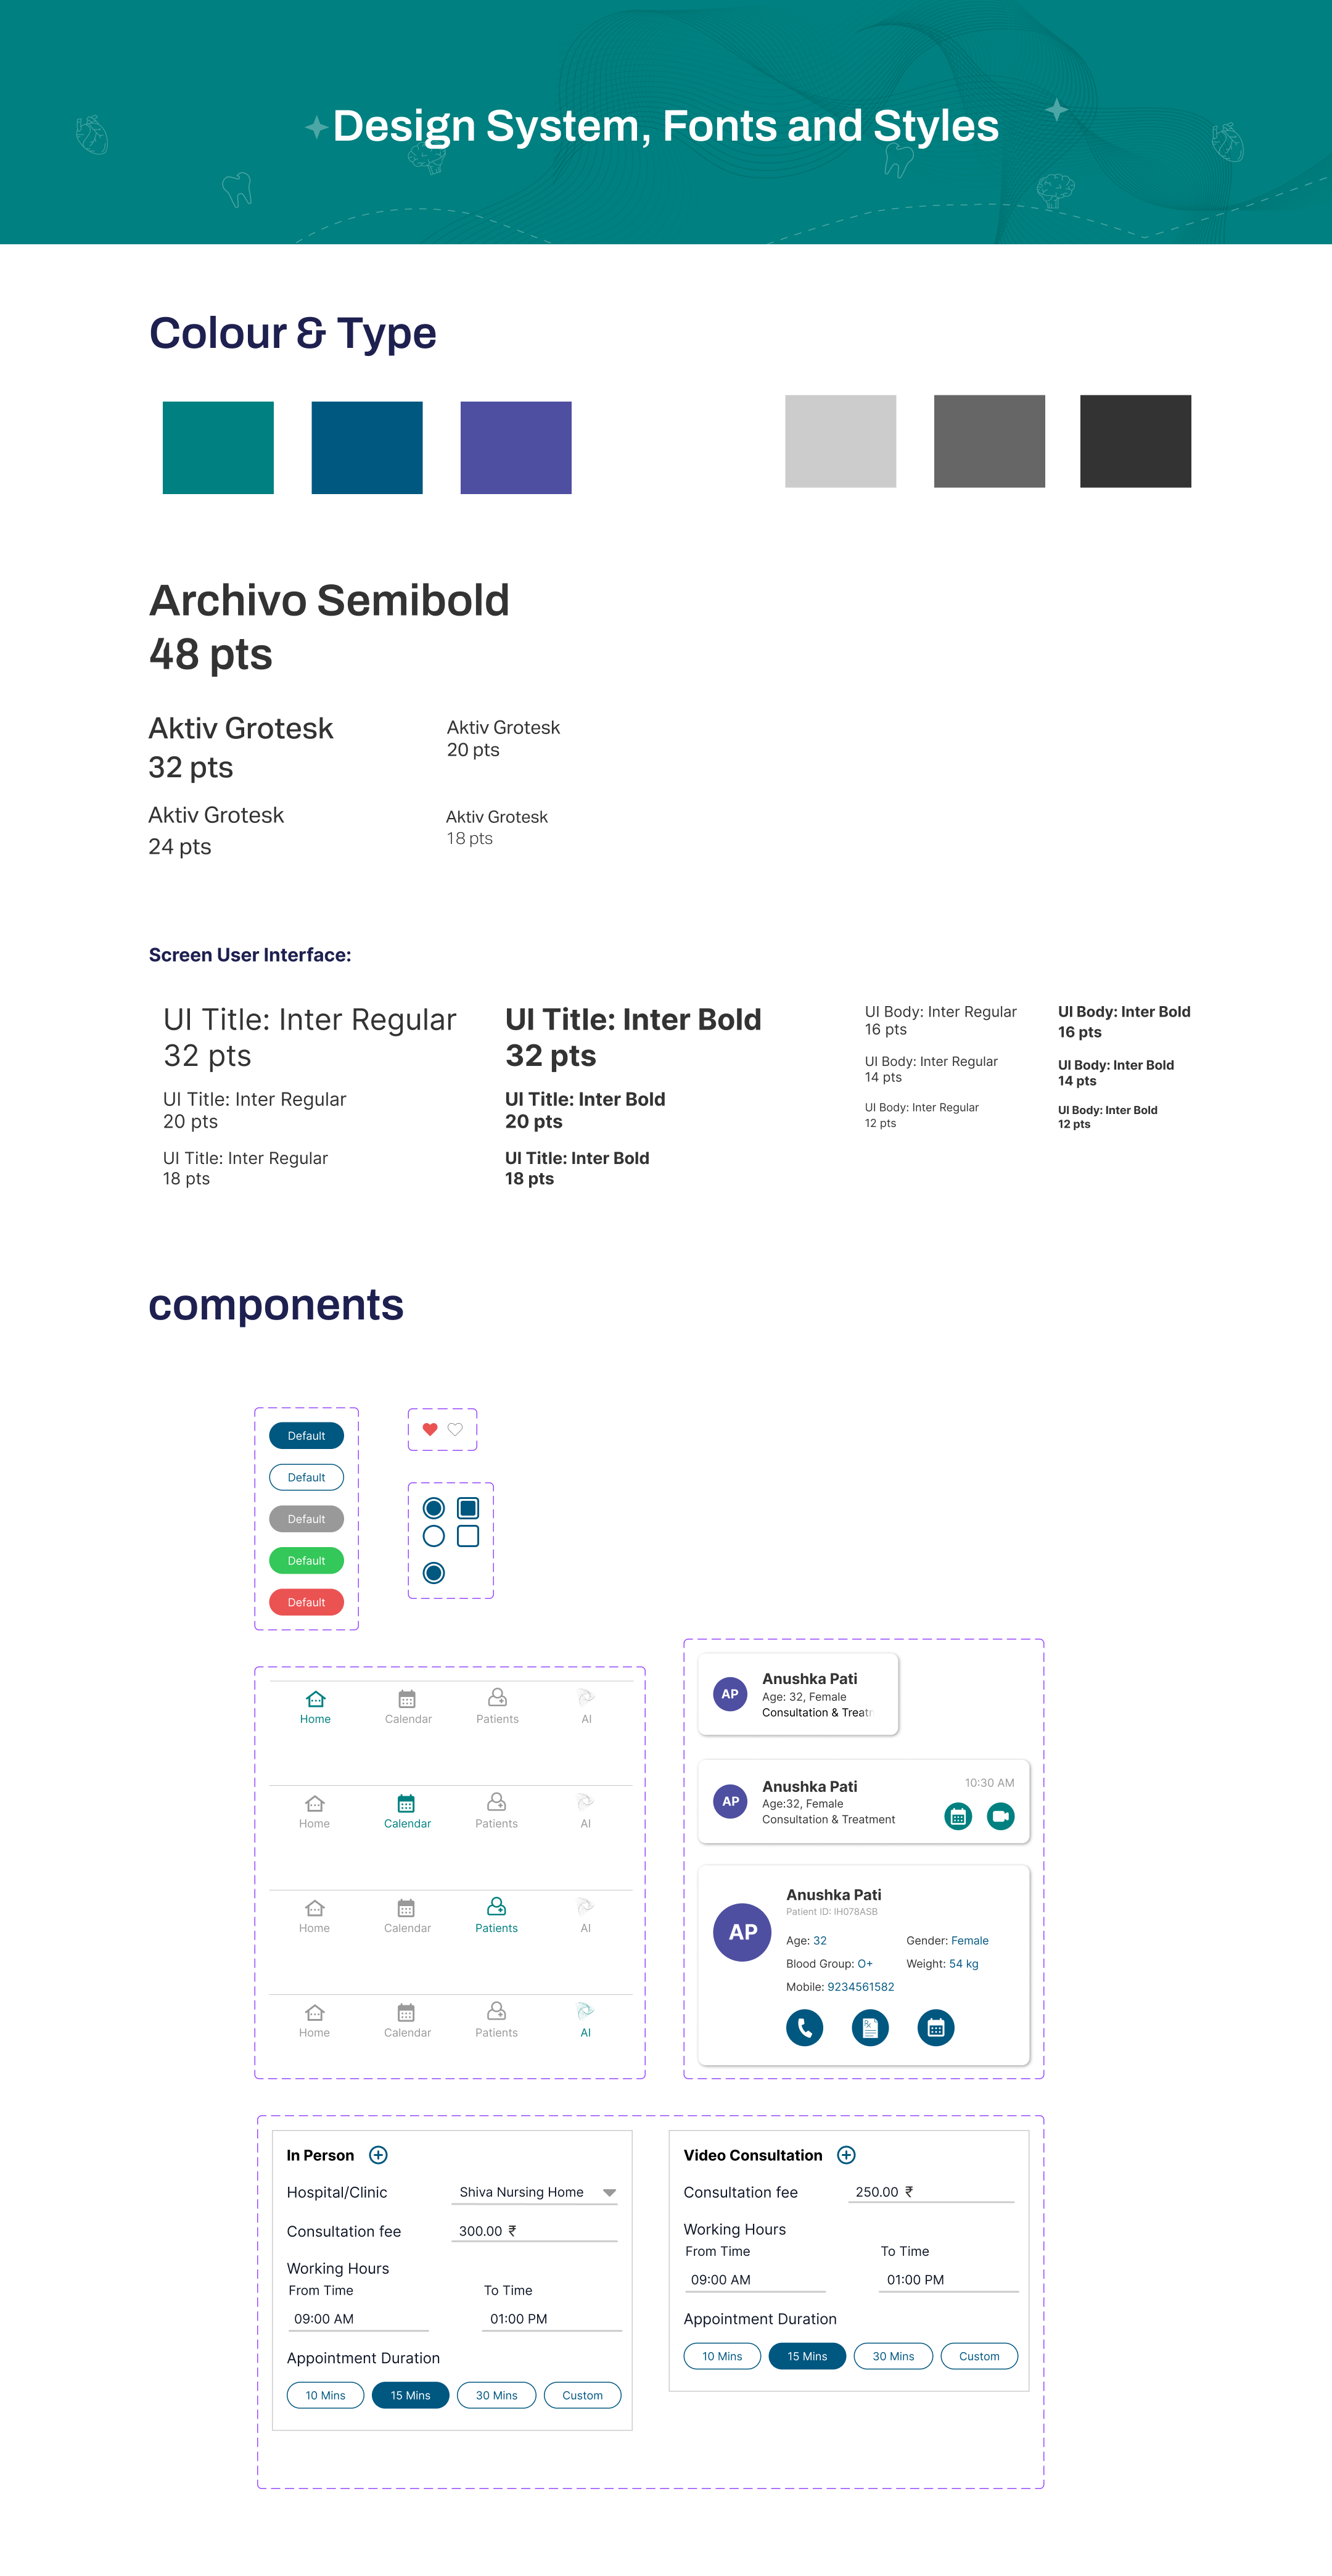 Design System, Fonts and Styles
Colour & Type
Archivo Semibold
48 pts
Aktiv Grotesk
32 pts
Aktiv Grotesk
20 pts
Aktiv Grotesk
24 pts
Aktiv Grotesk
18 pts
Screen User Interface:
UI Title: Inter Regular
32 pts
UI Title: Inter Regular
20 pts
UI Title: Inter Regular
18 pts
UI Title: Inter Bold
32 pts
UI Title: Inter Bold
20 pts
UI Title: Inter Bold
18 pts
UI Body: Inter Regular
16 pts
UI Body: Inter Regular
14 pts
UI Body: Inter Regular
12 pts
UI Body: Inter Bold
16 pts
UI Body: Inter Bold
14 pts
UI Body: Inter Bold
12 pts
components
Default
Default
Default
Default
Default
Home Calendar Patients AI
Home Calendar Patients AI
Home Calendar Patients AI
Home Calendar Patients AI
AP
Anushka Pati
Age: 32, Female
Consultation & Treatr
AP
Anushka Pati
Age:32, Female
Consultation & Treatment
10:30 AM
AP
Anushka Pati
Patient ID: IH078ASB
Age: 32 Gender: Female
Blood Group: O+ Weight: 54 kg
Mobile: 9234561582
In Person
Hospital/Clinic Shiva Nursing Home
Consultation fee 300.00 ₹
Working Hours
From Time To Time
09:00 AM 01:00 PM
Appointment Duration
10 Mins 15 Mins 30 Mins Custom
Video Consultation
Consultation fee 250.00 ₹
Working Hours
From Time To Time
09:00 AM 01:00 PM
Appointment Duration
10 Mins 15 Mins 30 Mins Custom